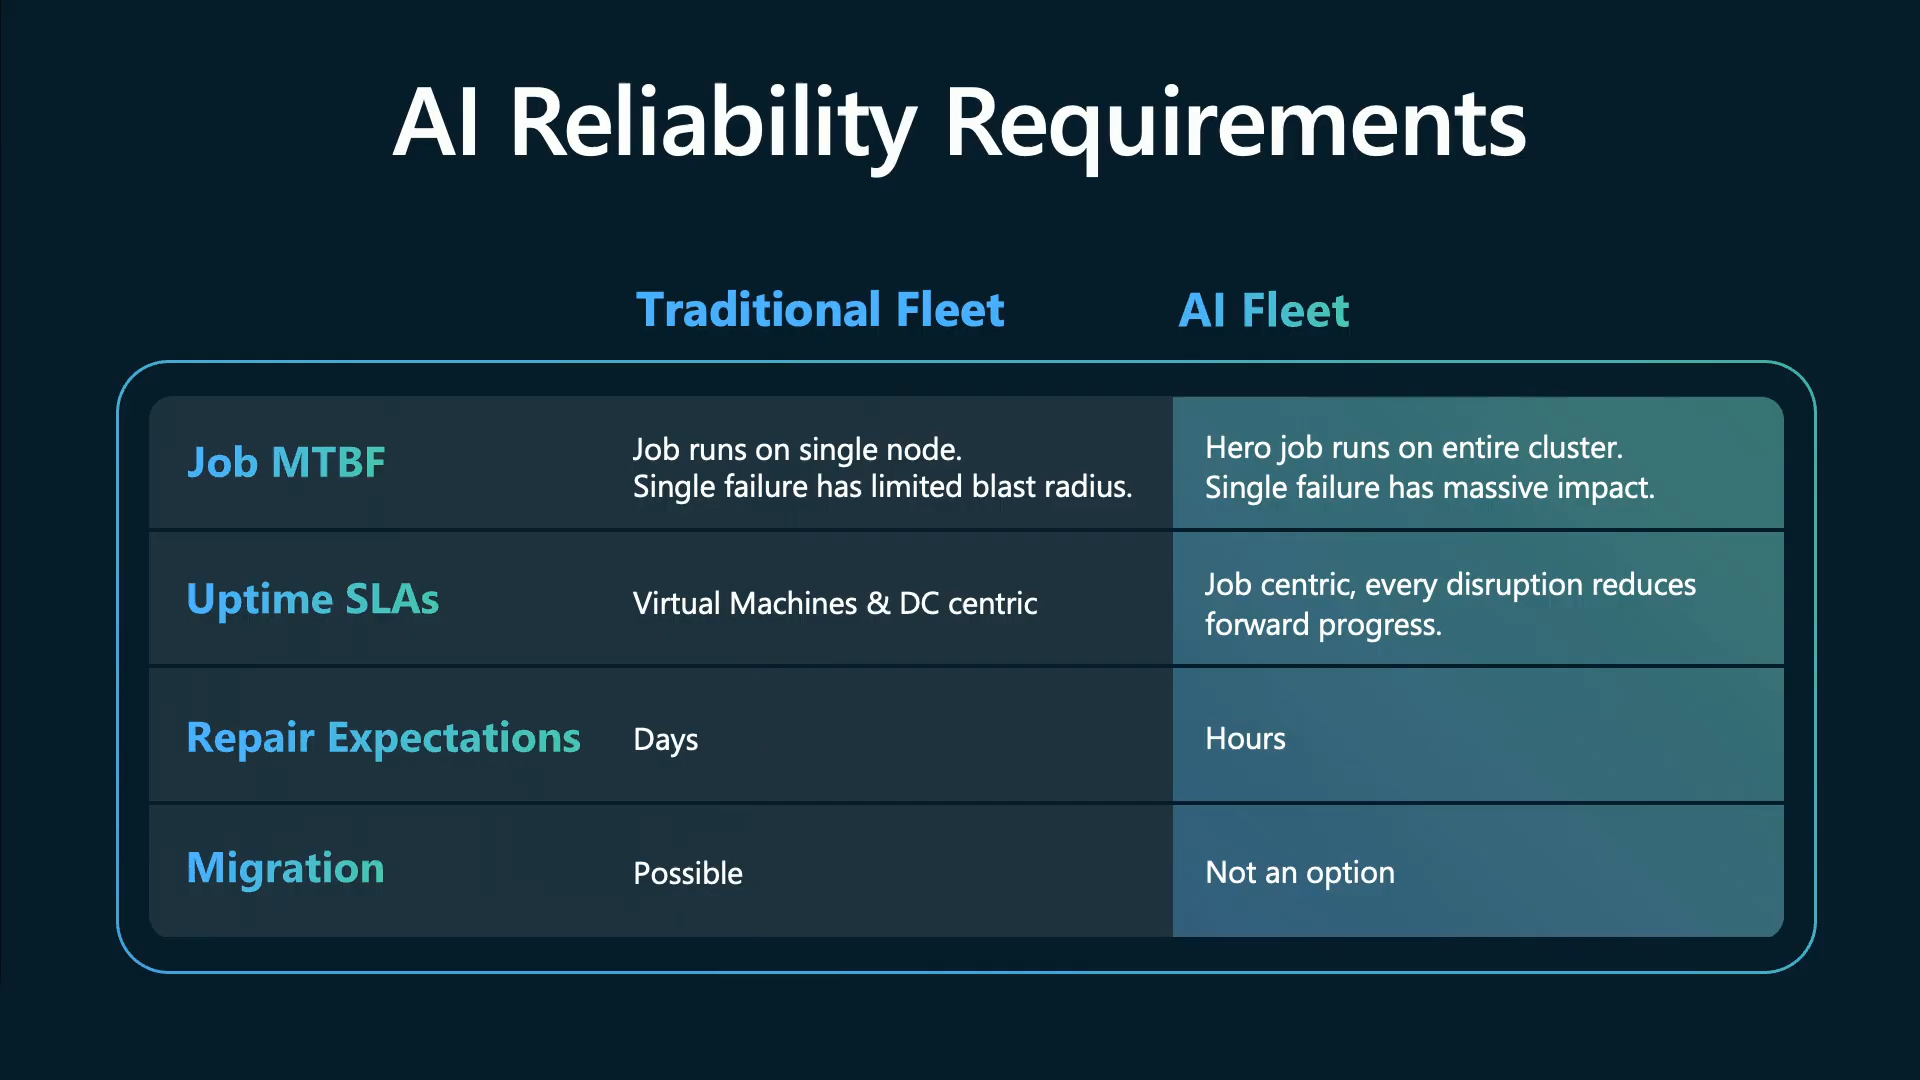 AI Reliability Requirements
Traditional Fleet
AI Fleet
Job MTBF
Job runs on single node.
Single failure has limited blast radius.
Hero job runs on entire cluster.
Single failure has massive impact.
Uptime SLAs
Virtual Machines & DC centric
Job centric, every disruption reduces
forward progress.
Repair Expectations
Days
Hours
Migration
Possible
Not an option